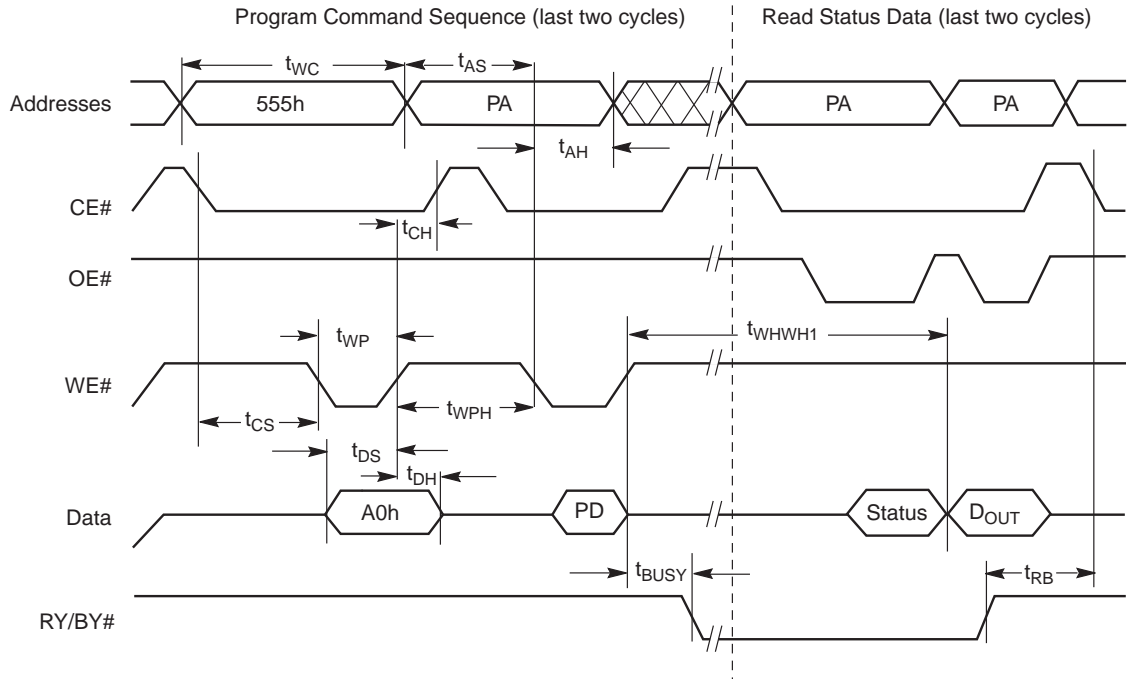 Program Command Sequence (last two cycles)
Read Status Data (last two cycles)
tWC
tAS
Addresses
555h
PA
PA
PA
tAH
CE#
tCH
OE#
tWP
tWHWH1
WE#
tCS
tWPH
tDS
tDH
Data
A0h
PD
Status
DOUT
tBUSY
tRB
RY/BY#